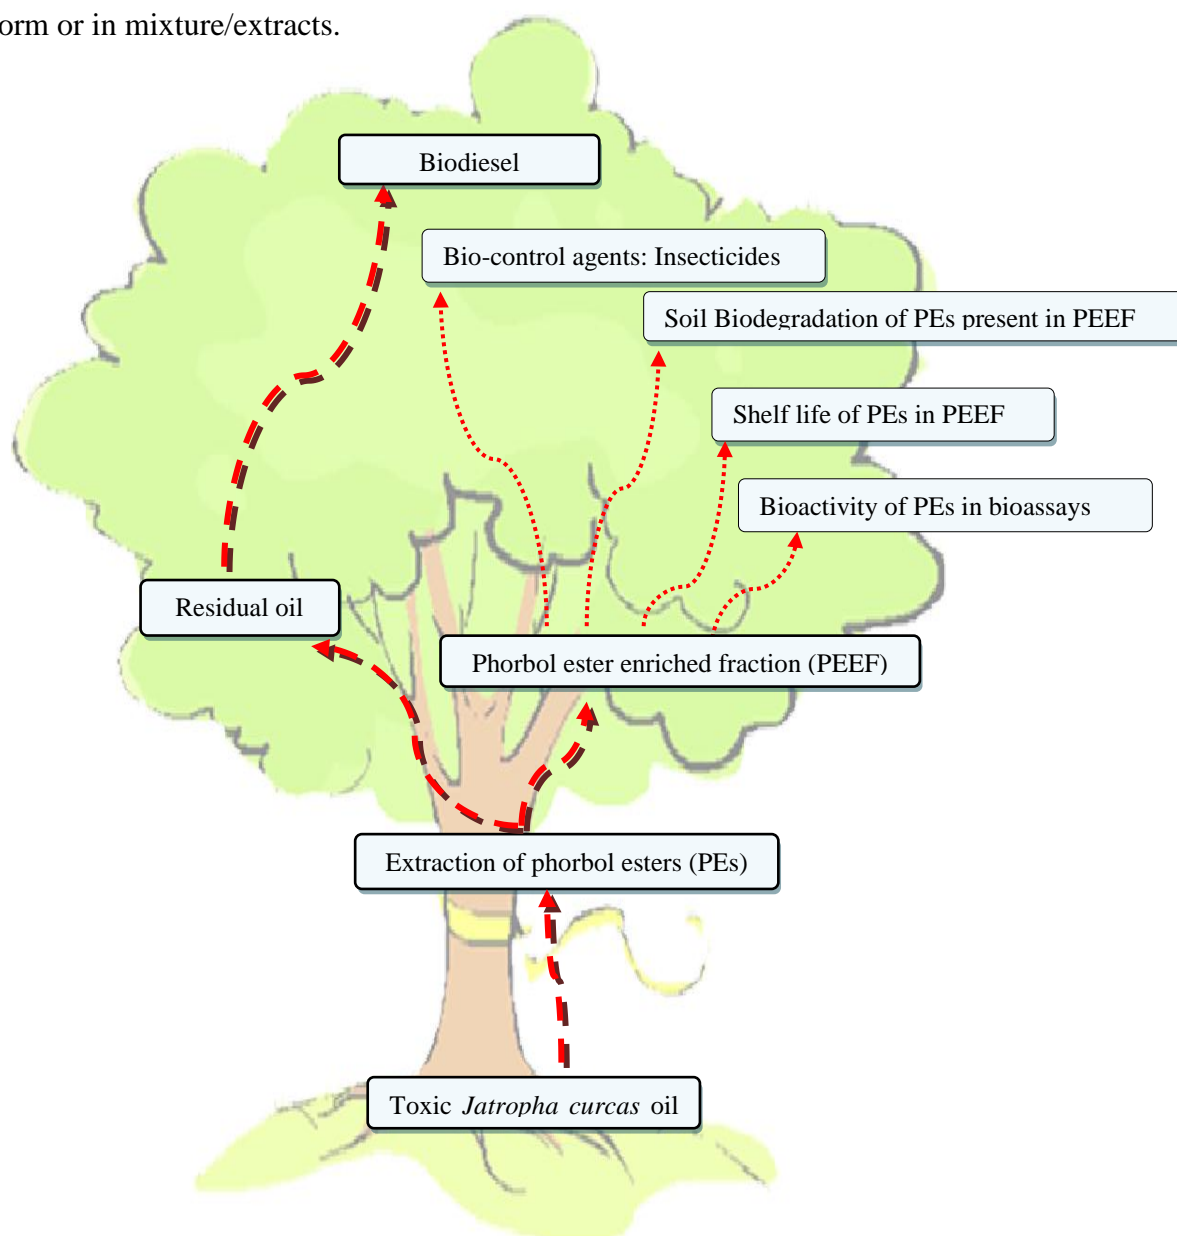 orm or in mixture/extracts.
Biodiesel
Bio-control agents: Insecticides
Soil Biodegradation of PEs present in PEEF
Shelf life of PEs in PEEF
Bioactivity of PEs in bioassays
Residual oil
Phorbol ester enriched fraction (PEEF)
Extraction of phorbol esters (PEs)
Toxic Jatropha curcas oil